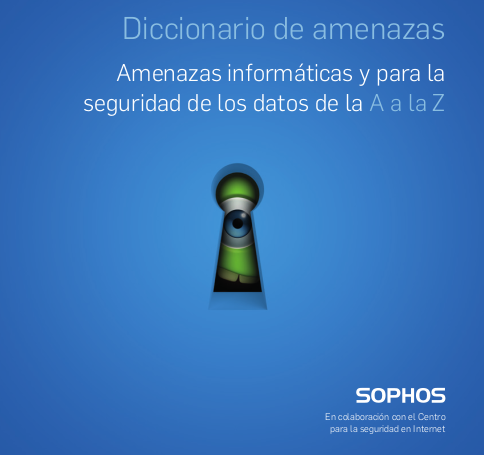 Diccionario de amenazas
Amenazas informáticas y para la
seguridad de los datos de la A a la Z
SOPHOS
En colaboración con el Centro
para la seguridad en Internet